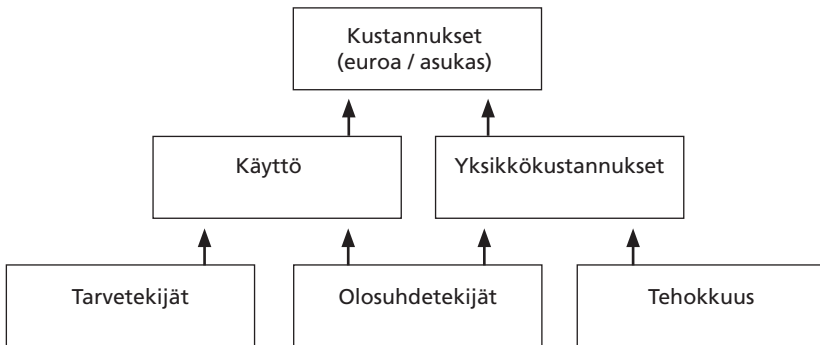 Kustannukset
(euroa / asukas)
Käyttö
Yksikkökustannukset
Tarvetekijät
Olosuhdetekijät
Tehokkuus